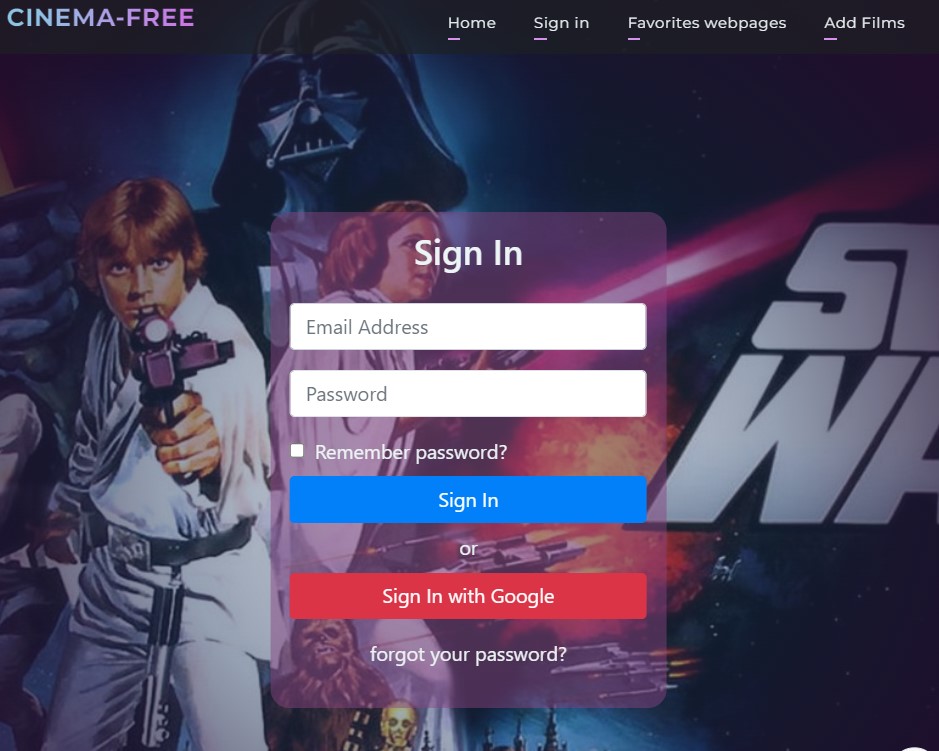 CINEMA-FREE
Home Sign in Favorites webpages Add Films
Sign In
Email Address
Password
Remember password?
Sign In
or
Sign In with Google
forgot your password?